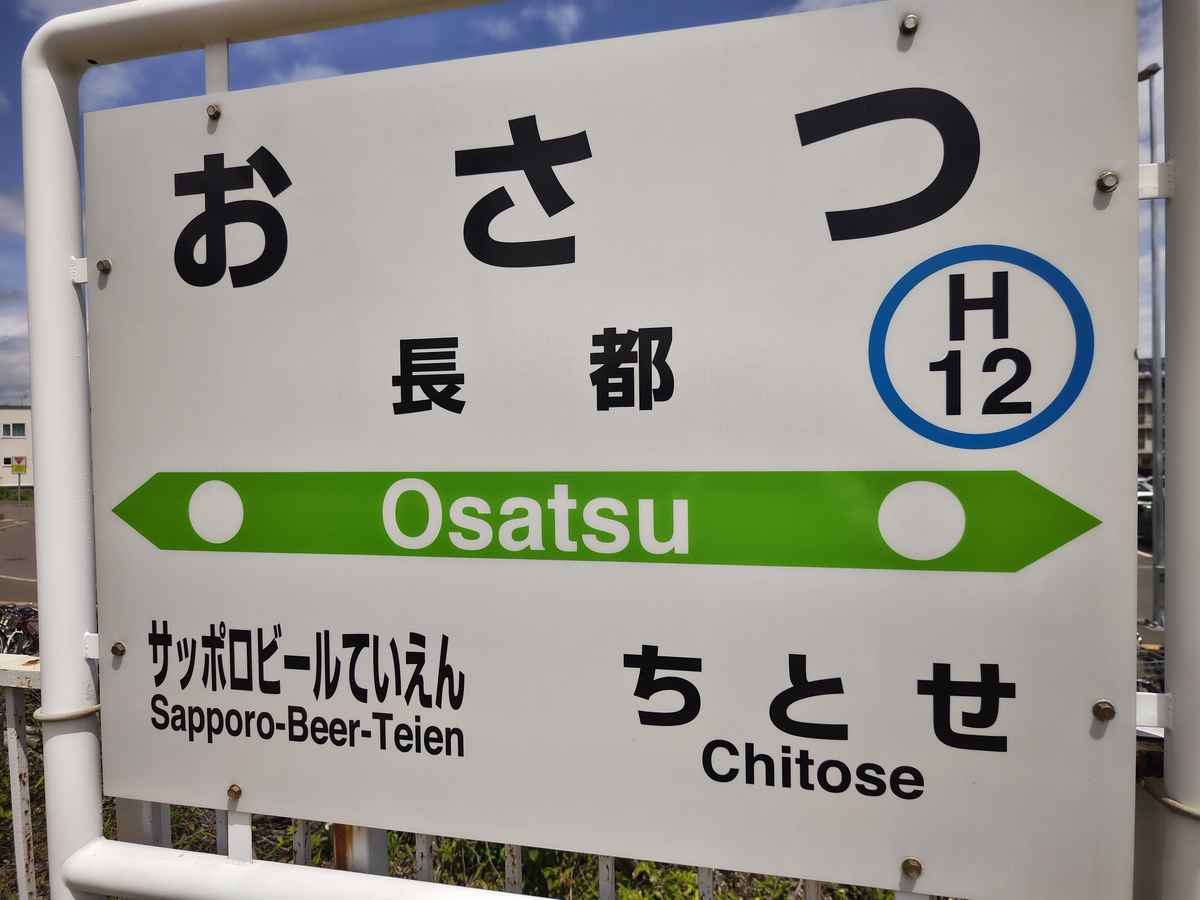 おさつ
長都
H
12
Osatsu
サッポロビールていえん
Sapporo-Beer-Teien
ちとせ
Chitose